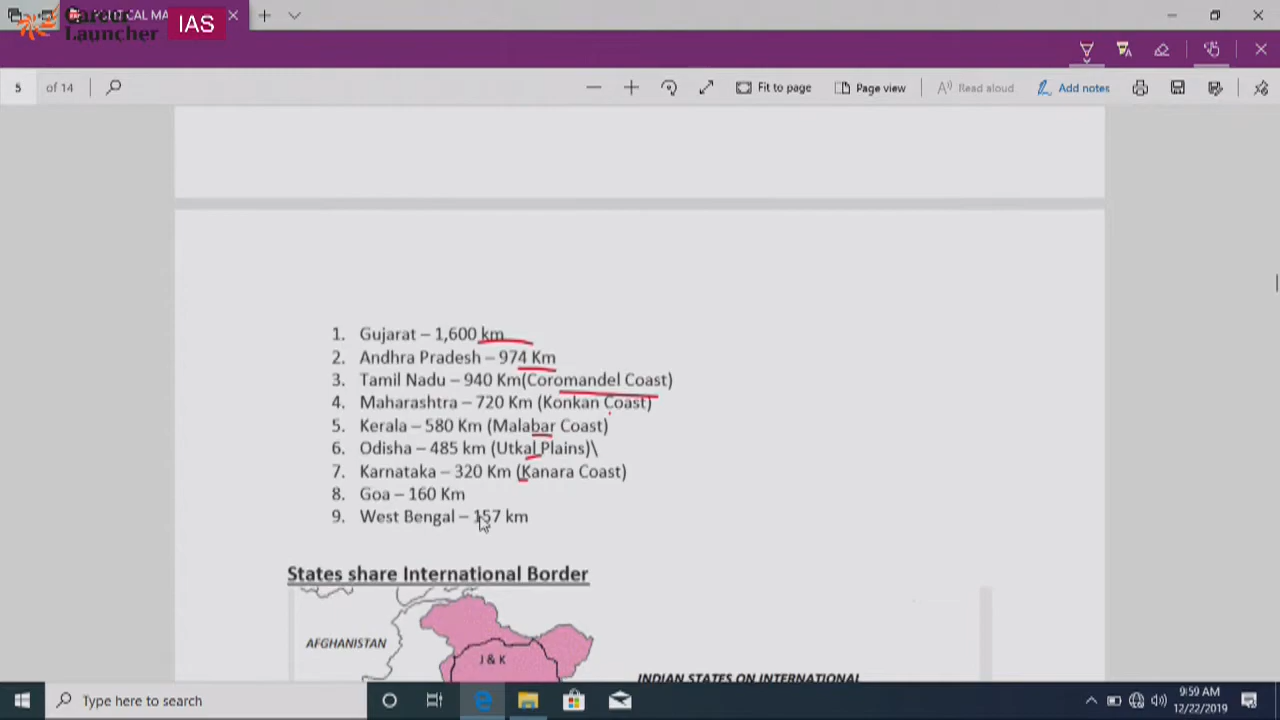 Career
Launcher
IAS
5 of 14
Fit to page
Page view
Read aloud
Add notes
1. Gujarat – 1,600 km
2. Andhra Pradesh – 974 Km
3. Tamil Nadu – 940 Km(Coromandel Coast)
4. Maharashtra – 720 Km (Konkan Coast)
5. Kerala – 580 Km (Malabar Coast)
6. Odisha – 485 km (Utkal Plains)\
7. Karnataka – 320 Km (Kanara Coast)
8. Goa – 160 Km
9. West Bengal – 157 km
States share International Border
AFGHANISTAN
J & K
INDIAN STATES ON INTERNATIONAL
Type here to search
9:59 AM
12/22/2019